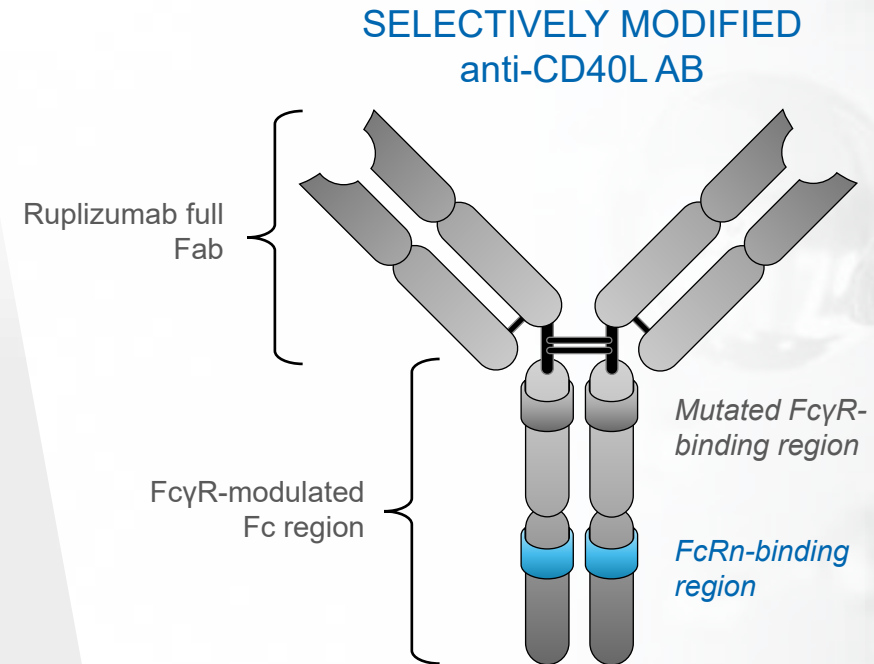 SELECTIVELY MODIFIED
anti-CD40L AB
Ruplizumab full
Fab
Mutated FcγR-
binding region
FcγR-modulated
Fc region
FcRn-binding
region